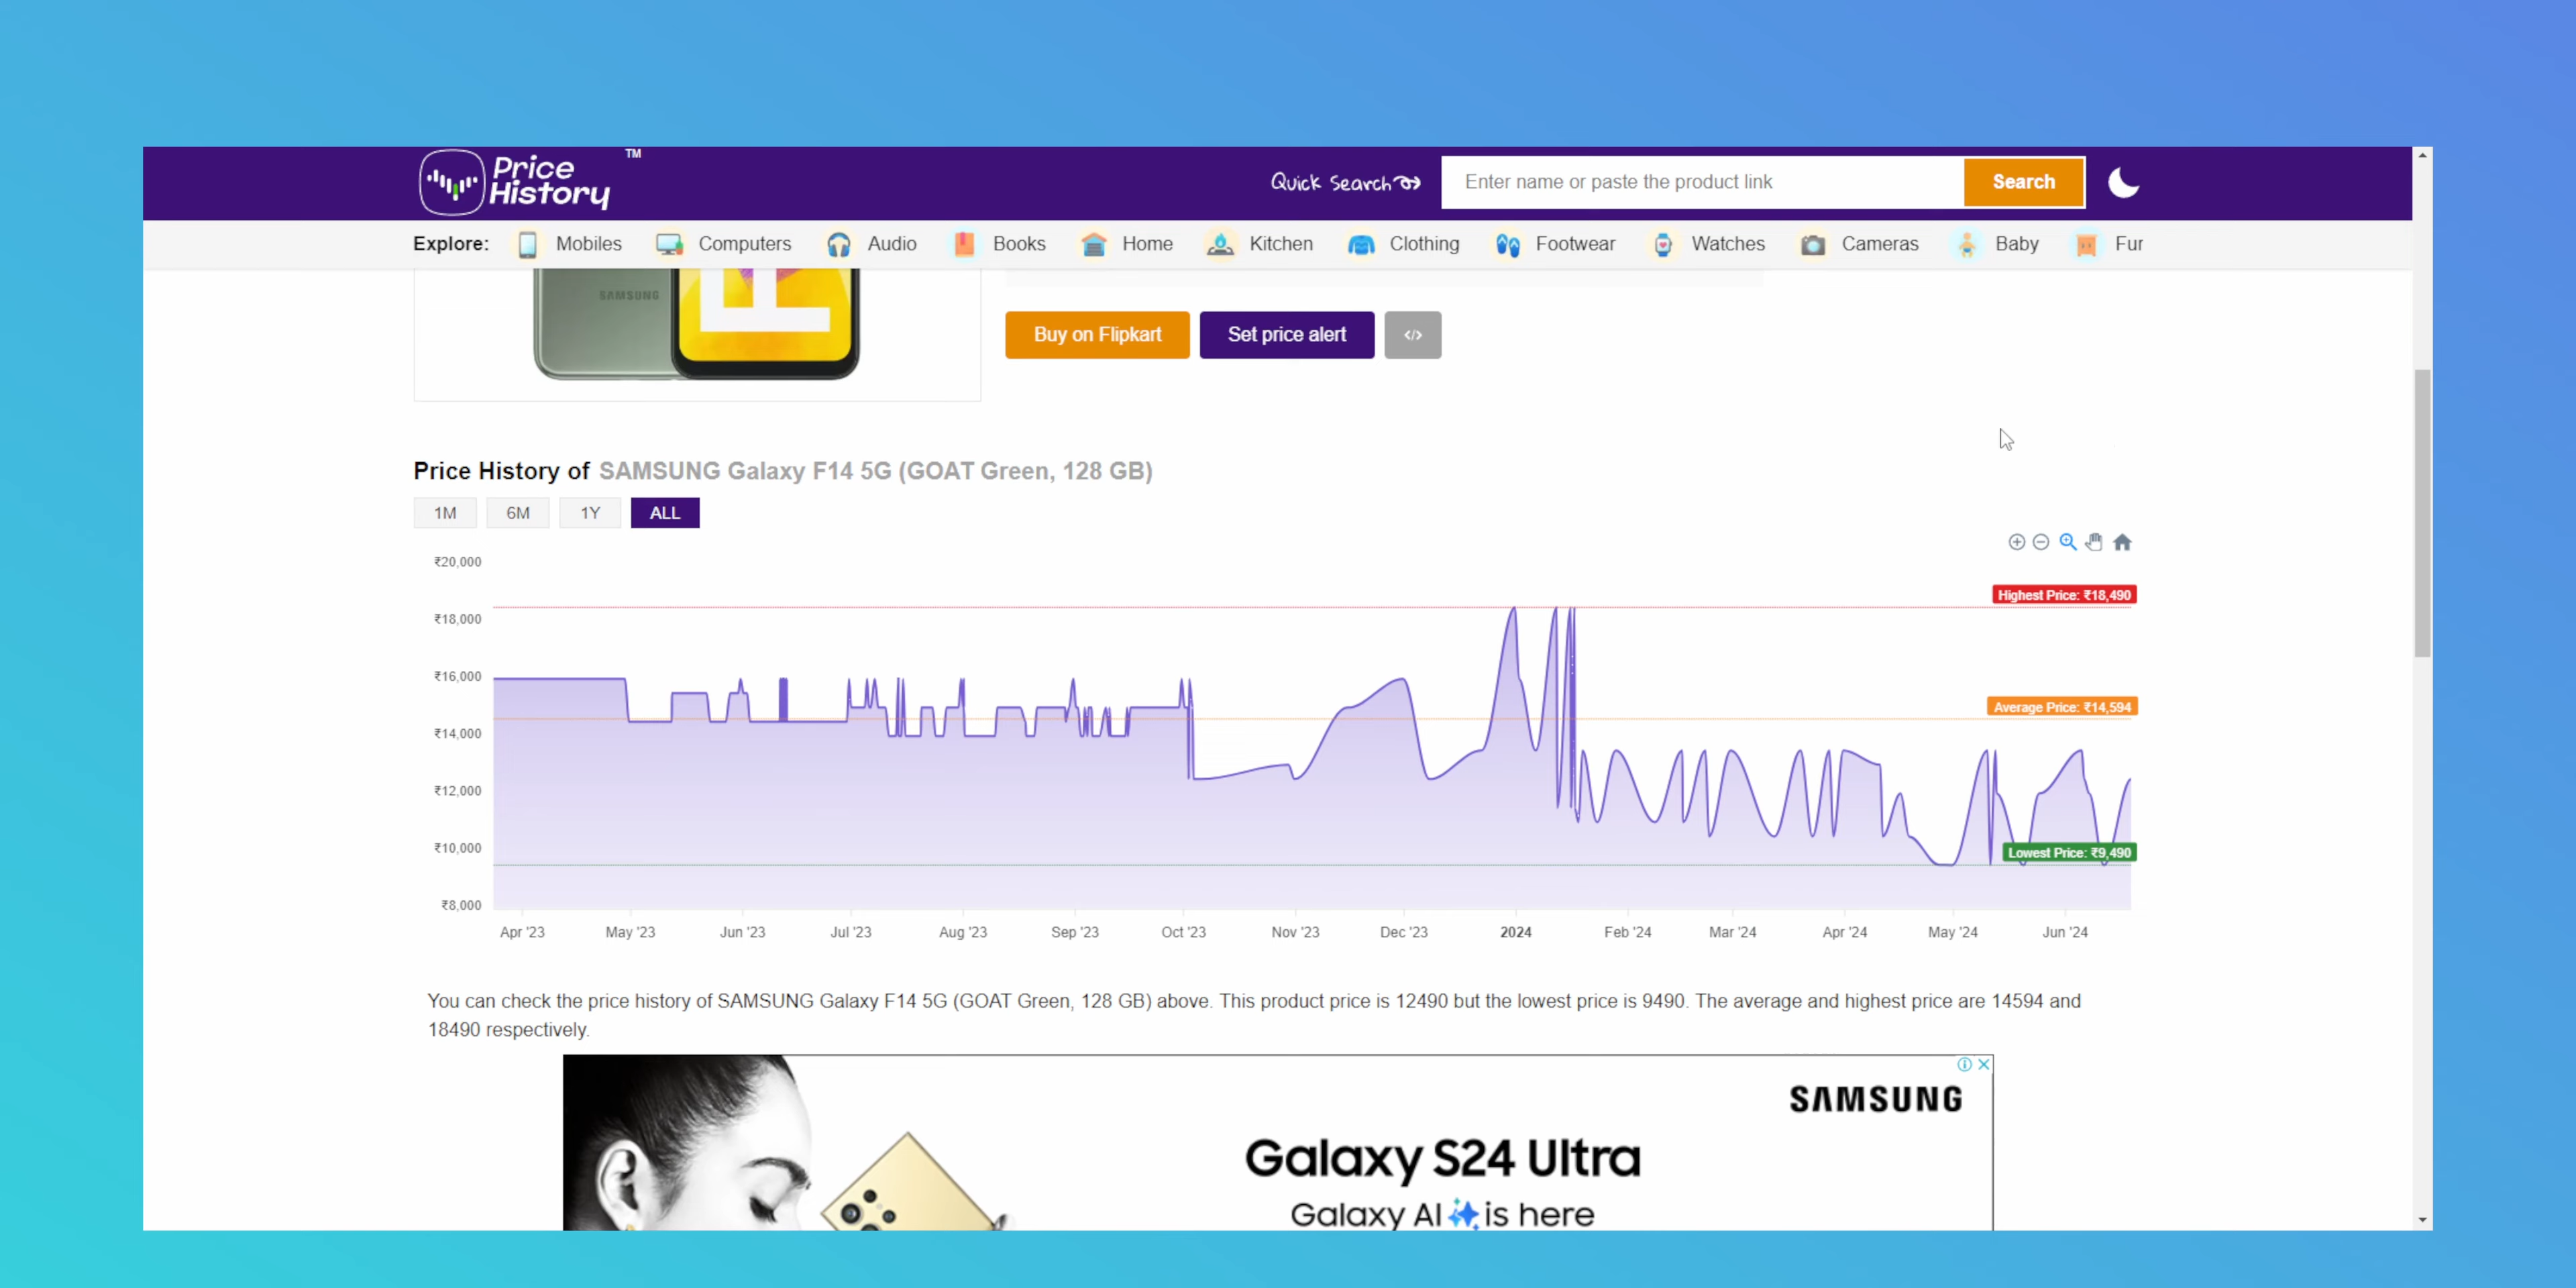 Price History ™
Quick Search
Enter name or paste the product link
Search
Explore: Mobiles Computers Audio Books Home Kitchen Clothing Footwear Watches Cameras Baby Fur
SAMSUNG
Buy on Flipkart
Set price alert
</>
Price History of SAMSUNG Galaxy F14 5G (GOAT Green, 128 GB)
1M 6M 1Y ALL
₹20,000
Highest Price: ₹18,490
₹18,000
₹16,000
Average Price: ₹14,594
₹14,000
₹12,000
₹10,000
Lowest Price: ₹9,490
₹8,000
Apr '23 May '23 Jun '23 Jul '23 Aug '23 Sep '23 Oct '23 Nov '23 Dec '23 2024 Feb '24 Mar '24 Apr '24 May '24 Jun '24
You can check the price history of SAMSUNG Galaxy F14 5G (GOAT Green, 128 GB) above. This product price is 12490 but the lowest price is 9490. The average and highest price are 14594 and
18490 respectively.
SAMSUNG
Galaxy S24 Ultra
Galaxy AI is here